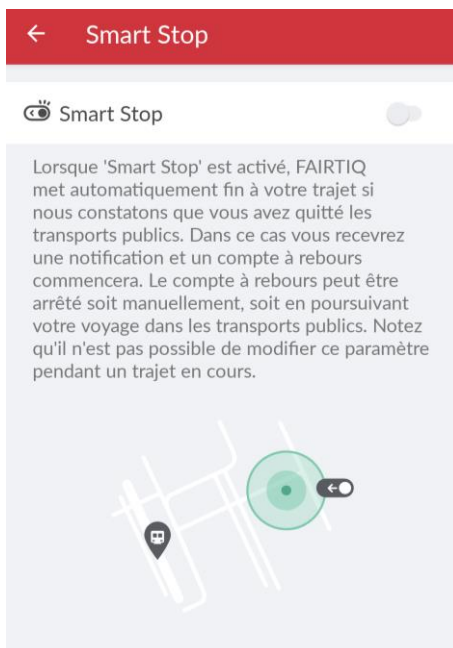 Smart Stop
Smart Stop
Lorsque 'Smart Stop' est activé, FAIRTIQ
met automatiquement fin à votre trajet si
nous constatons que vous avez quitté les
transports publics. Dans ce cas vous recevrez
une notification et un compte à rebours
commencera. Le compte à rebours peut être
arrêté soit manuellement, soit en poursuivant
votre voyage dans les transports publics. Notez
qu'il n'est pas possible de modifier ce paramètre
pendant un trajet en cours.